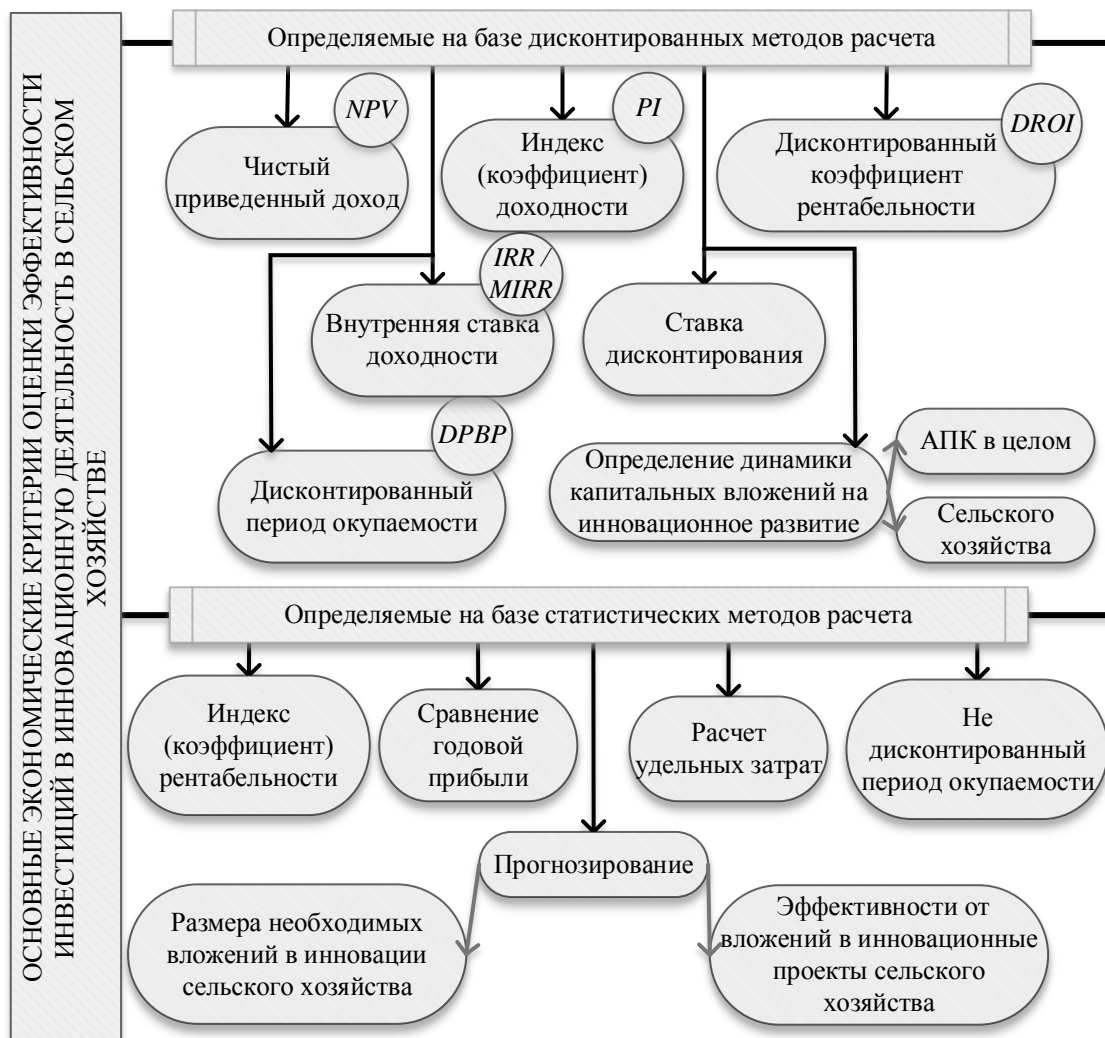 ОСНОВНЫЕ ЭКОНОМИЧЕСКИЕ КРИТЕРИИ ОЦЕНКИ ЭФФЕКТИВНОСТИ
ИНВЕСТИЦИЙ В ИННОВАЦИОННУЮ ДЕЯТЕЛЬНОСТЬ В СЕЛЬСКОМ
ХОЗЯЙСТВЕ
Определяемые на базе дисконтированных методов расчета
NPV
Чистый
приведенный доход
PI
Индекс
(коэффициент)
доходности
DROI
Дисконтированный
коэффициент
рентабельности
IRR /
MIRR
Внутренняя ставка
доходности
Ставка
дисконтирования
DPBP
Дисконтированный
период окупаемости
Определение динамики
капитальных вложений на
инновационное развитие
АПК в целом
Сельского
хозяйства
Определяемые на базе статистических методов расчета
Индекс
(коэффициент)
рентабельности
Сравнение
годовой
прибыли
Расчет
удельных затрат
Не
дисконтированный
период окупаемости
Прогнозирование
Размера необходимых
вложений в инновации
сельского хозяйства
Эффективности от
вложений в инновационные
проекты сельского
хозяйства